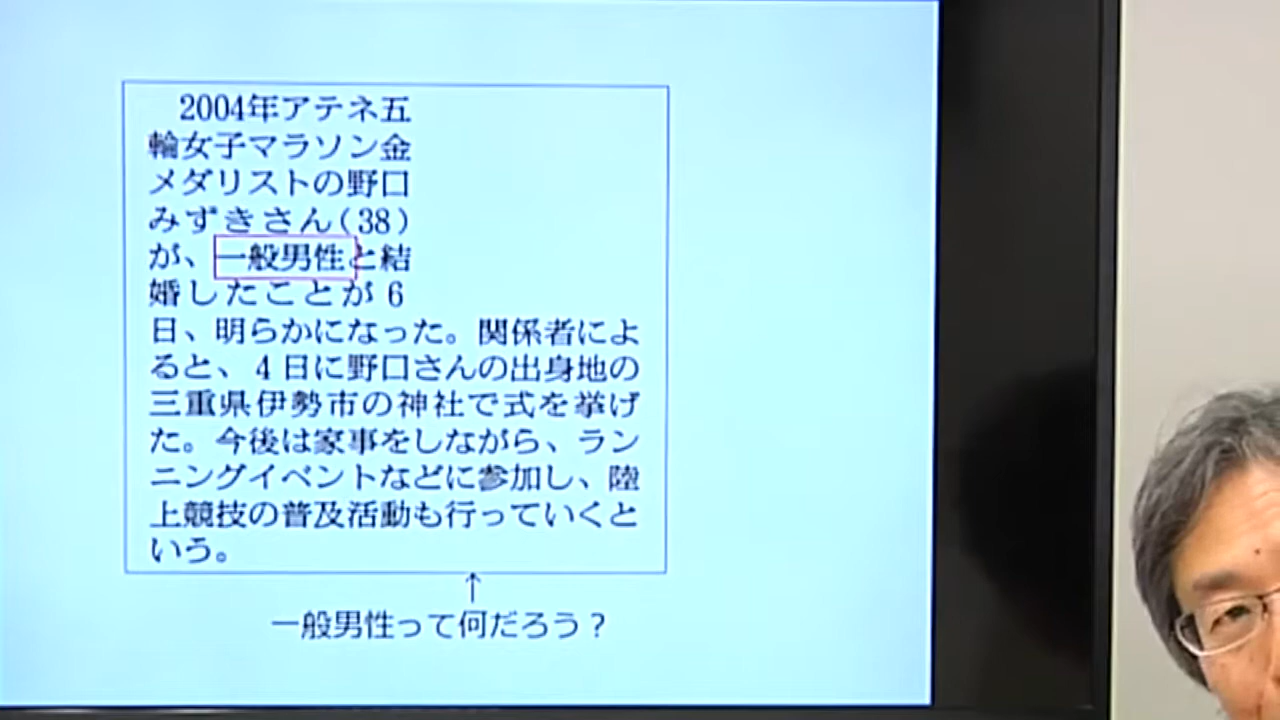 2004年アテネ五
輪女子マラソン金
メダリストの野口
みずきさん(38)
が、一般男性と結
婚したことが6
日、明らかになった。関係者によ
ると、4日に野口さんの出身地の
三重県伊勢市の神社で式を挙げ
た。今後は家事をしながら、ラン
ニングイベントなどに参加し、陸
上競技の普及活動も行っていくと
いう。
↑
一般男性って何だろう?